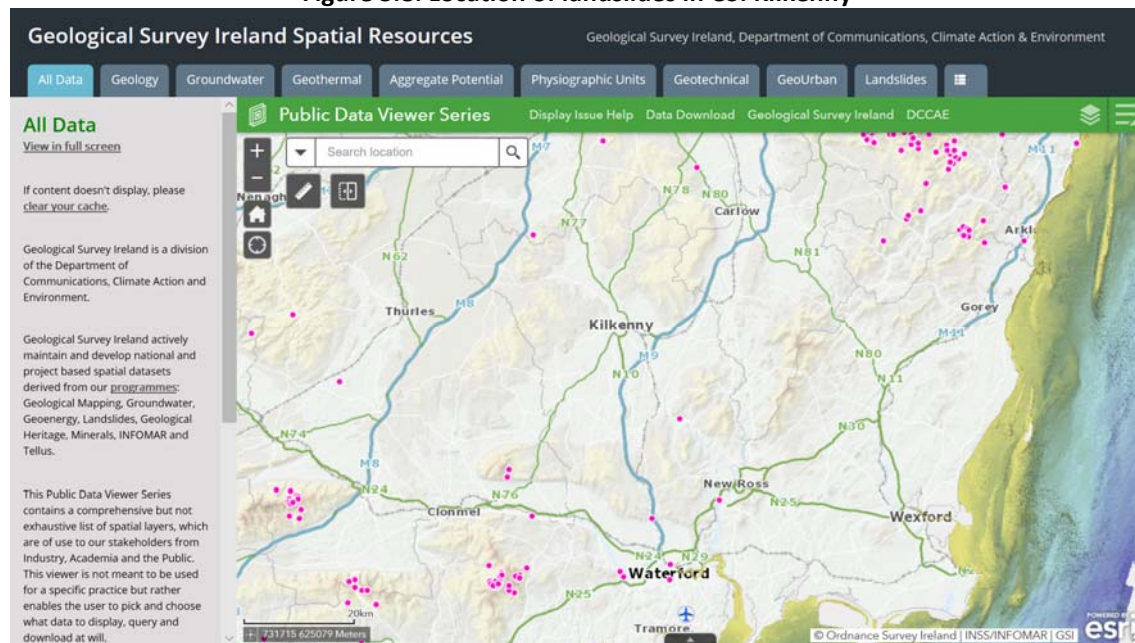 Geological Survey Ireland Spatial Resources
Geological Survey Ireland, Department of Communications, Climate Action & Environment
All Data
Geology
Groundwater
Geothermal
Aggregate Potential
Physiographic Units
Geotechnical
GeoUrban
Landslides
All Data
View in full screen
If content doesn't display, please
clear your cache.
Geological Survey Ireland is a division
of the Department of
Communications, Climate Action and
Environment.
Geological Survey Ireland actively
maintain and develop national and
project based spatial datasets
derived from our programmes:
Geological Mapping, Groundwater,
Geoenergy, Landslides, Geological
Heritage, Minerals, INFOMAR and
Tellus.
This Public Data Viewer Series
contains a comprehensive but not
exhaustive list of spatial layers, which
are of use to our stakeholders from
Industry, Academia and the Public.
This viewer is not meant to be used
for a specific practice but rather
enables the user to pick and choose
what data to display, query and
download at will.
Public Data Viewer Series
Display Issue Help
Data Download
Geological Survey Ireland
DCCAE
+
Search location
−
M7
M11
N78
N80
Carlow
N77
N81
N62
Thurles
M8
Kilkenny
Gorey
M11
M9
N10
N80
N11
N30
N74
M8
N24
N76
Clonmel
New Ross
N25
Wexford
N24
N29
Waterford
N25
20km
Tramore
731715 625079 Meters
© Ordnance Survey Ireland | INSS/INFOMAR | GSI
POWERED BY
esri